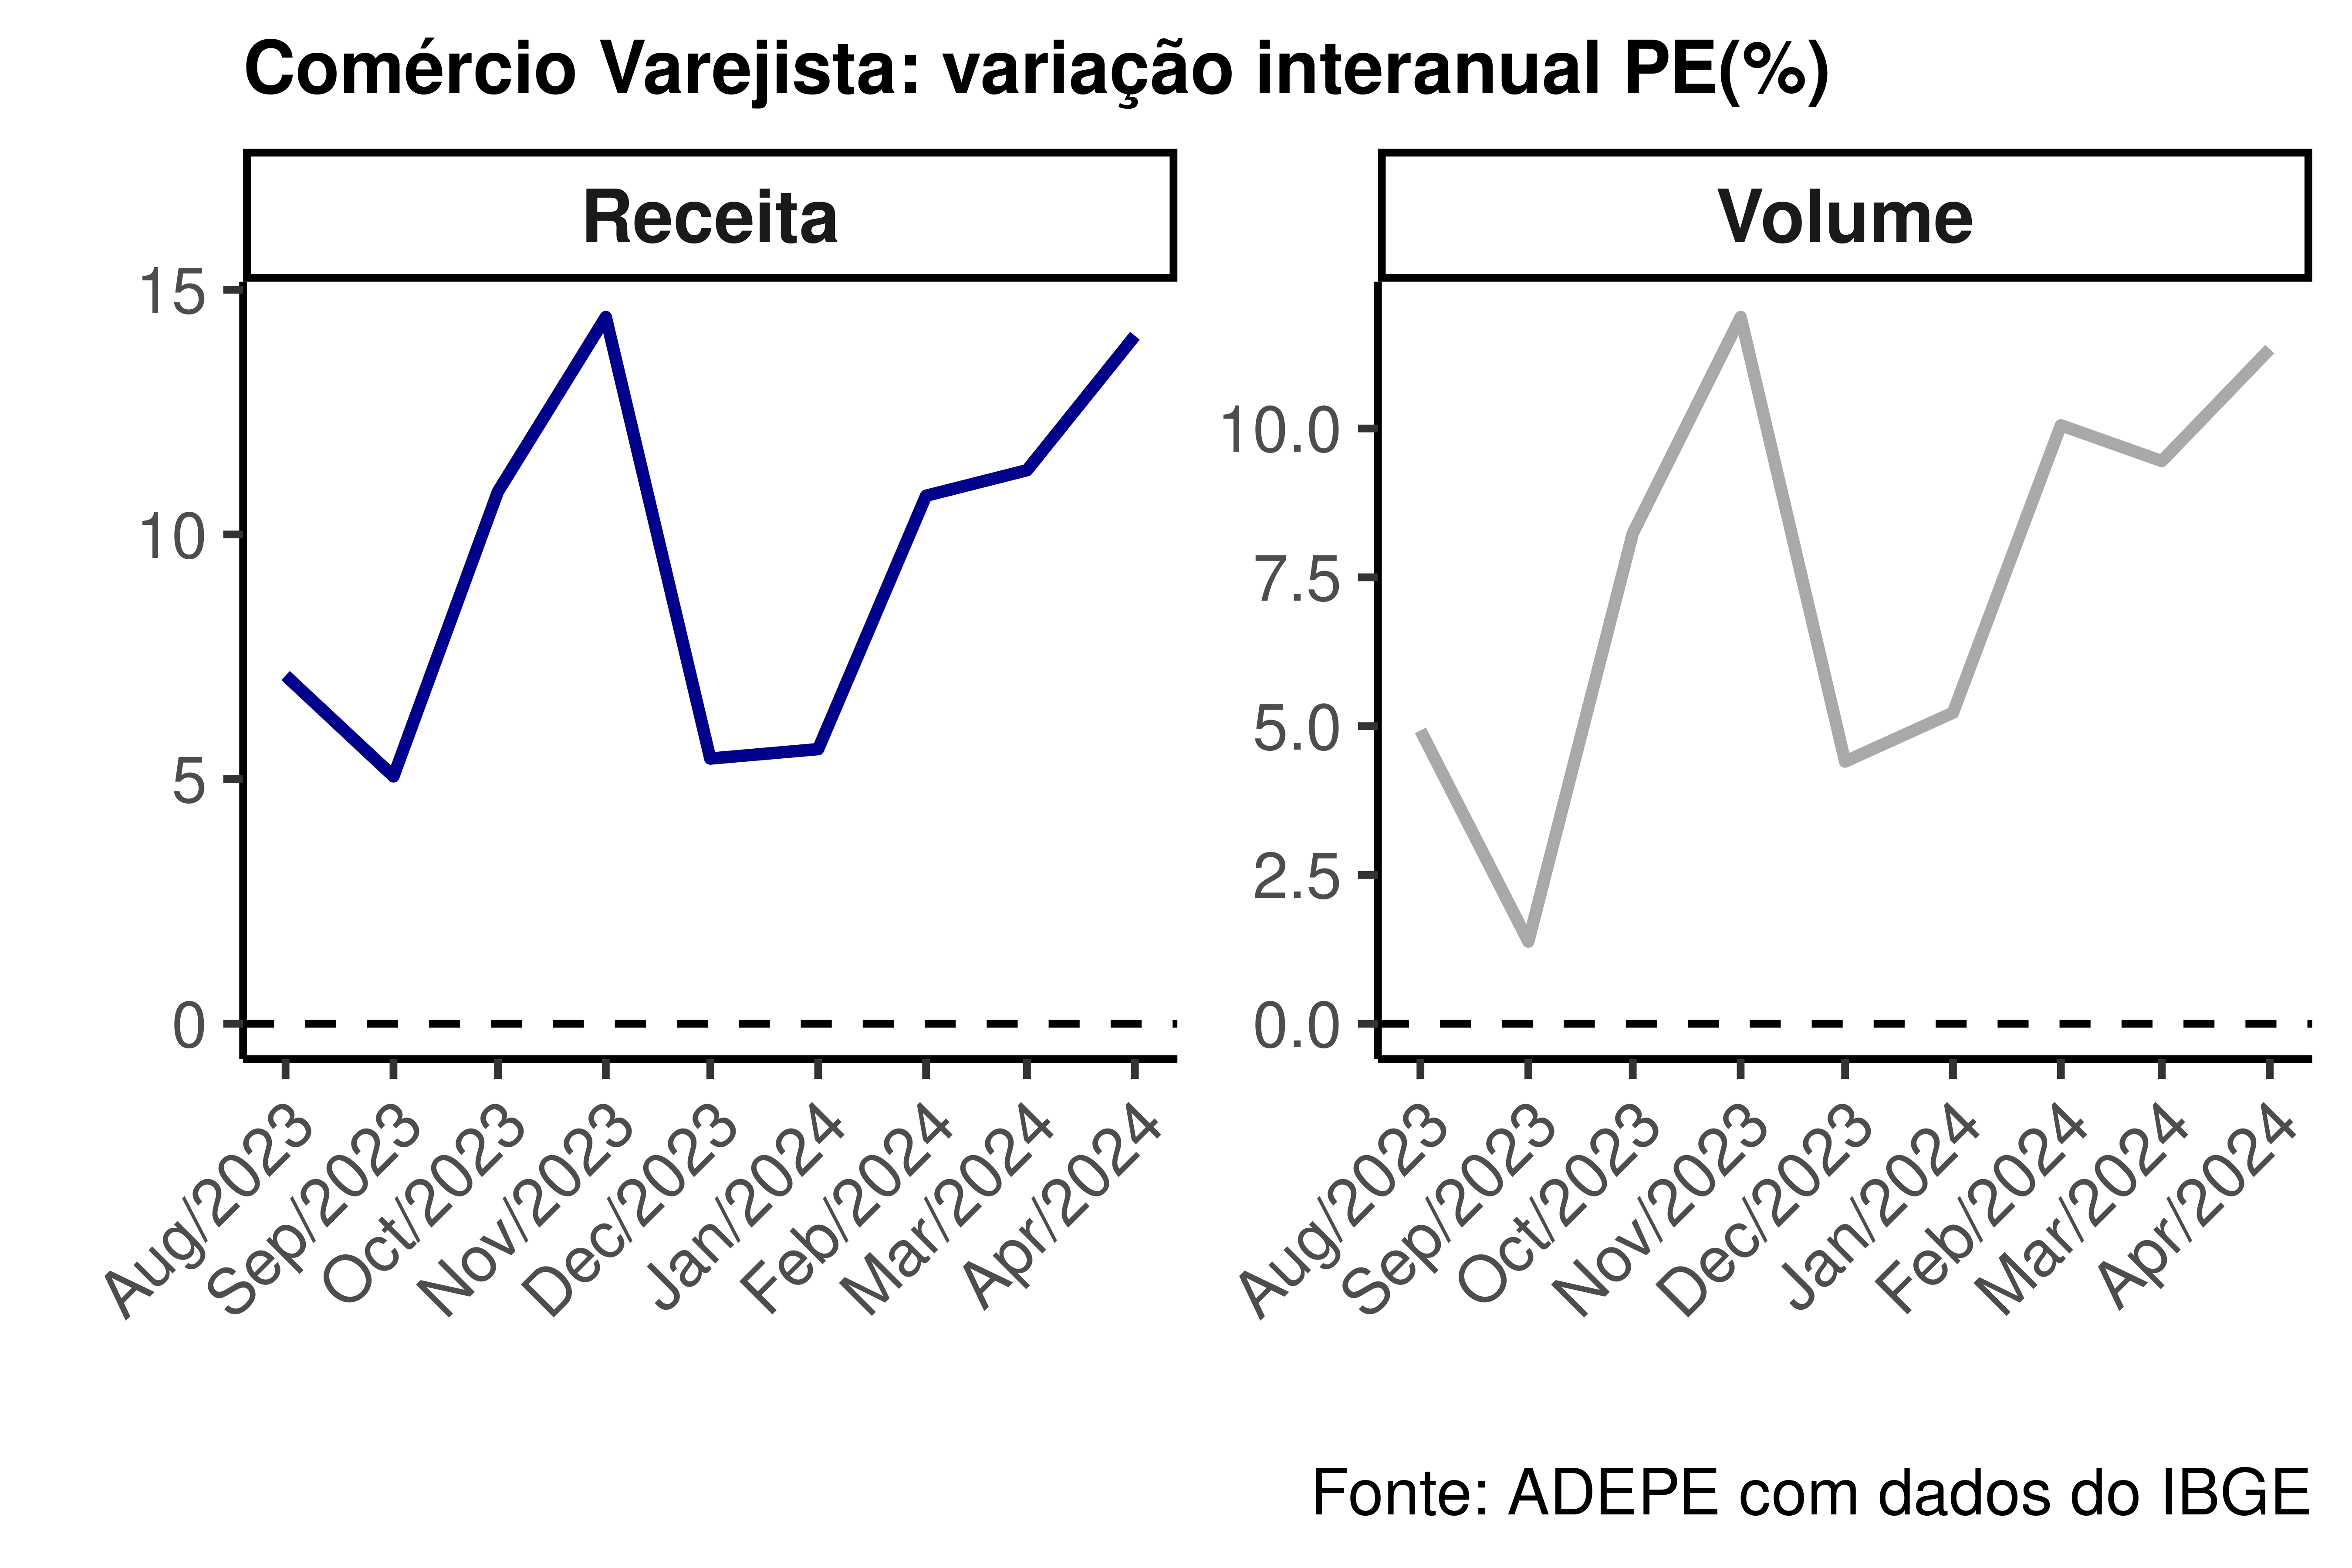 Comércio Varejista: variação interanual PE(%)
Receita
15
10
5
0
Aug/2023
Sep/2023
Oct/2023
Nov/2023
Dec/2023
Jan/2024
Feb/2024
Mar/2024
Apr/2024
Volume
10.0
7.5
5.0
2.5
0.0
Aug/2023
Sep/2023
Oct/2023
Nov/2023
Dec/2023
Jan/2024
Feb/2024
Mar/2024
Apr/2024
Fonte: ADEPE com dados do IBGE